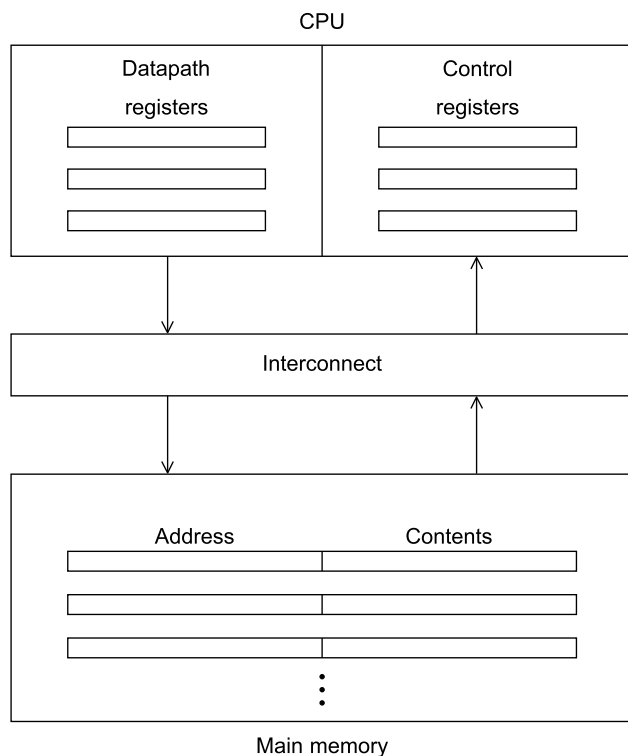 CPU
Datapath
registers
Control
registers
Interconnect
Address
Contents
Main memory